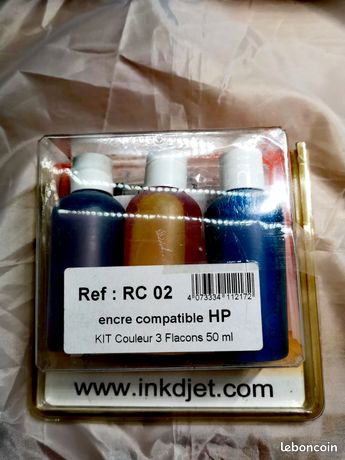 Ref : RC 02
4 073334 112172
encre compatible HP
KIT Couleur 3 Flacons 50 ml
www.inkdjet.com
leboncoin